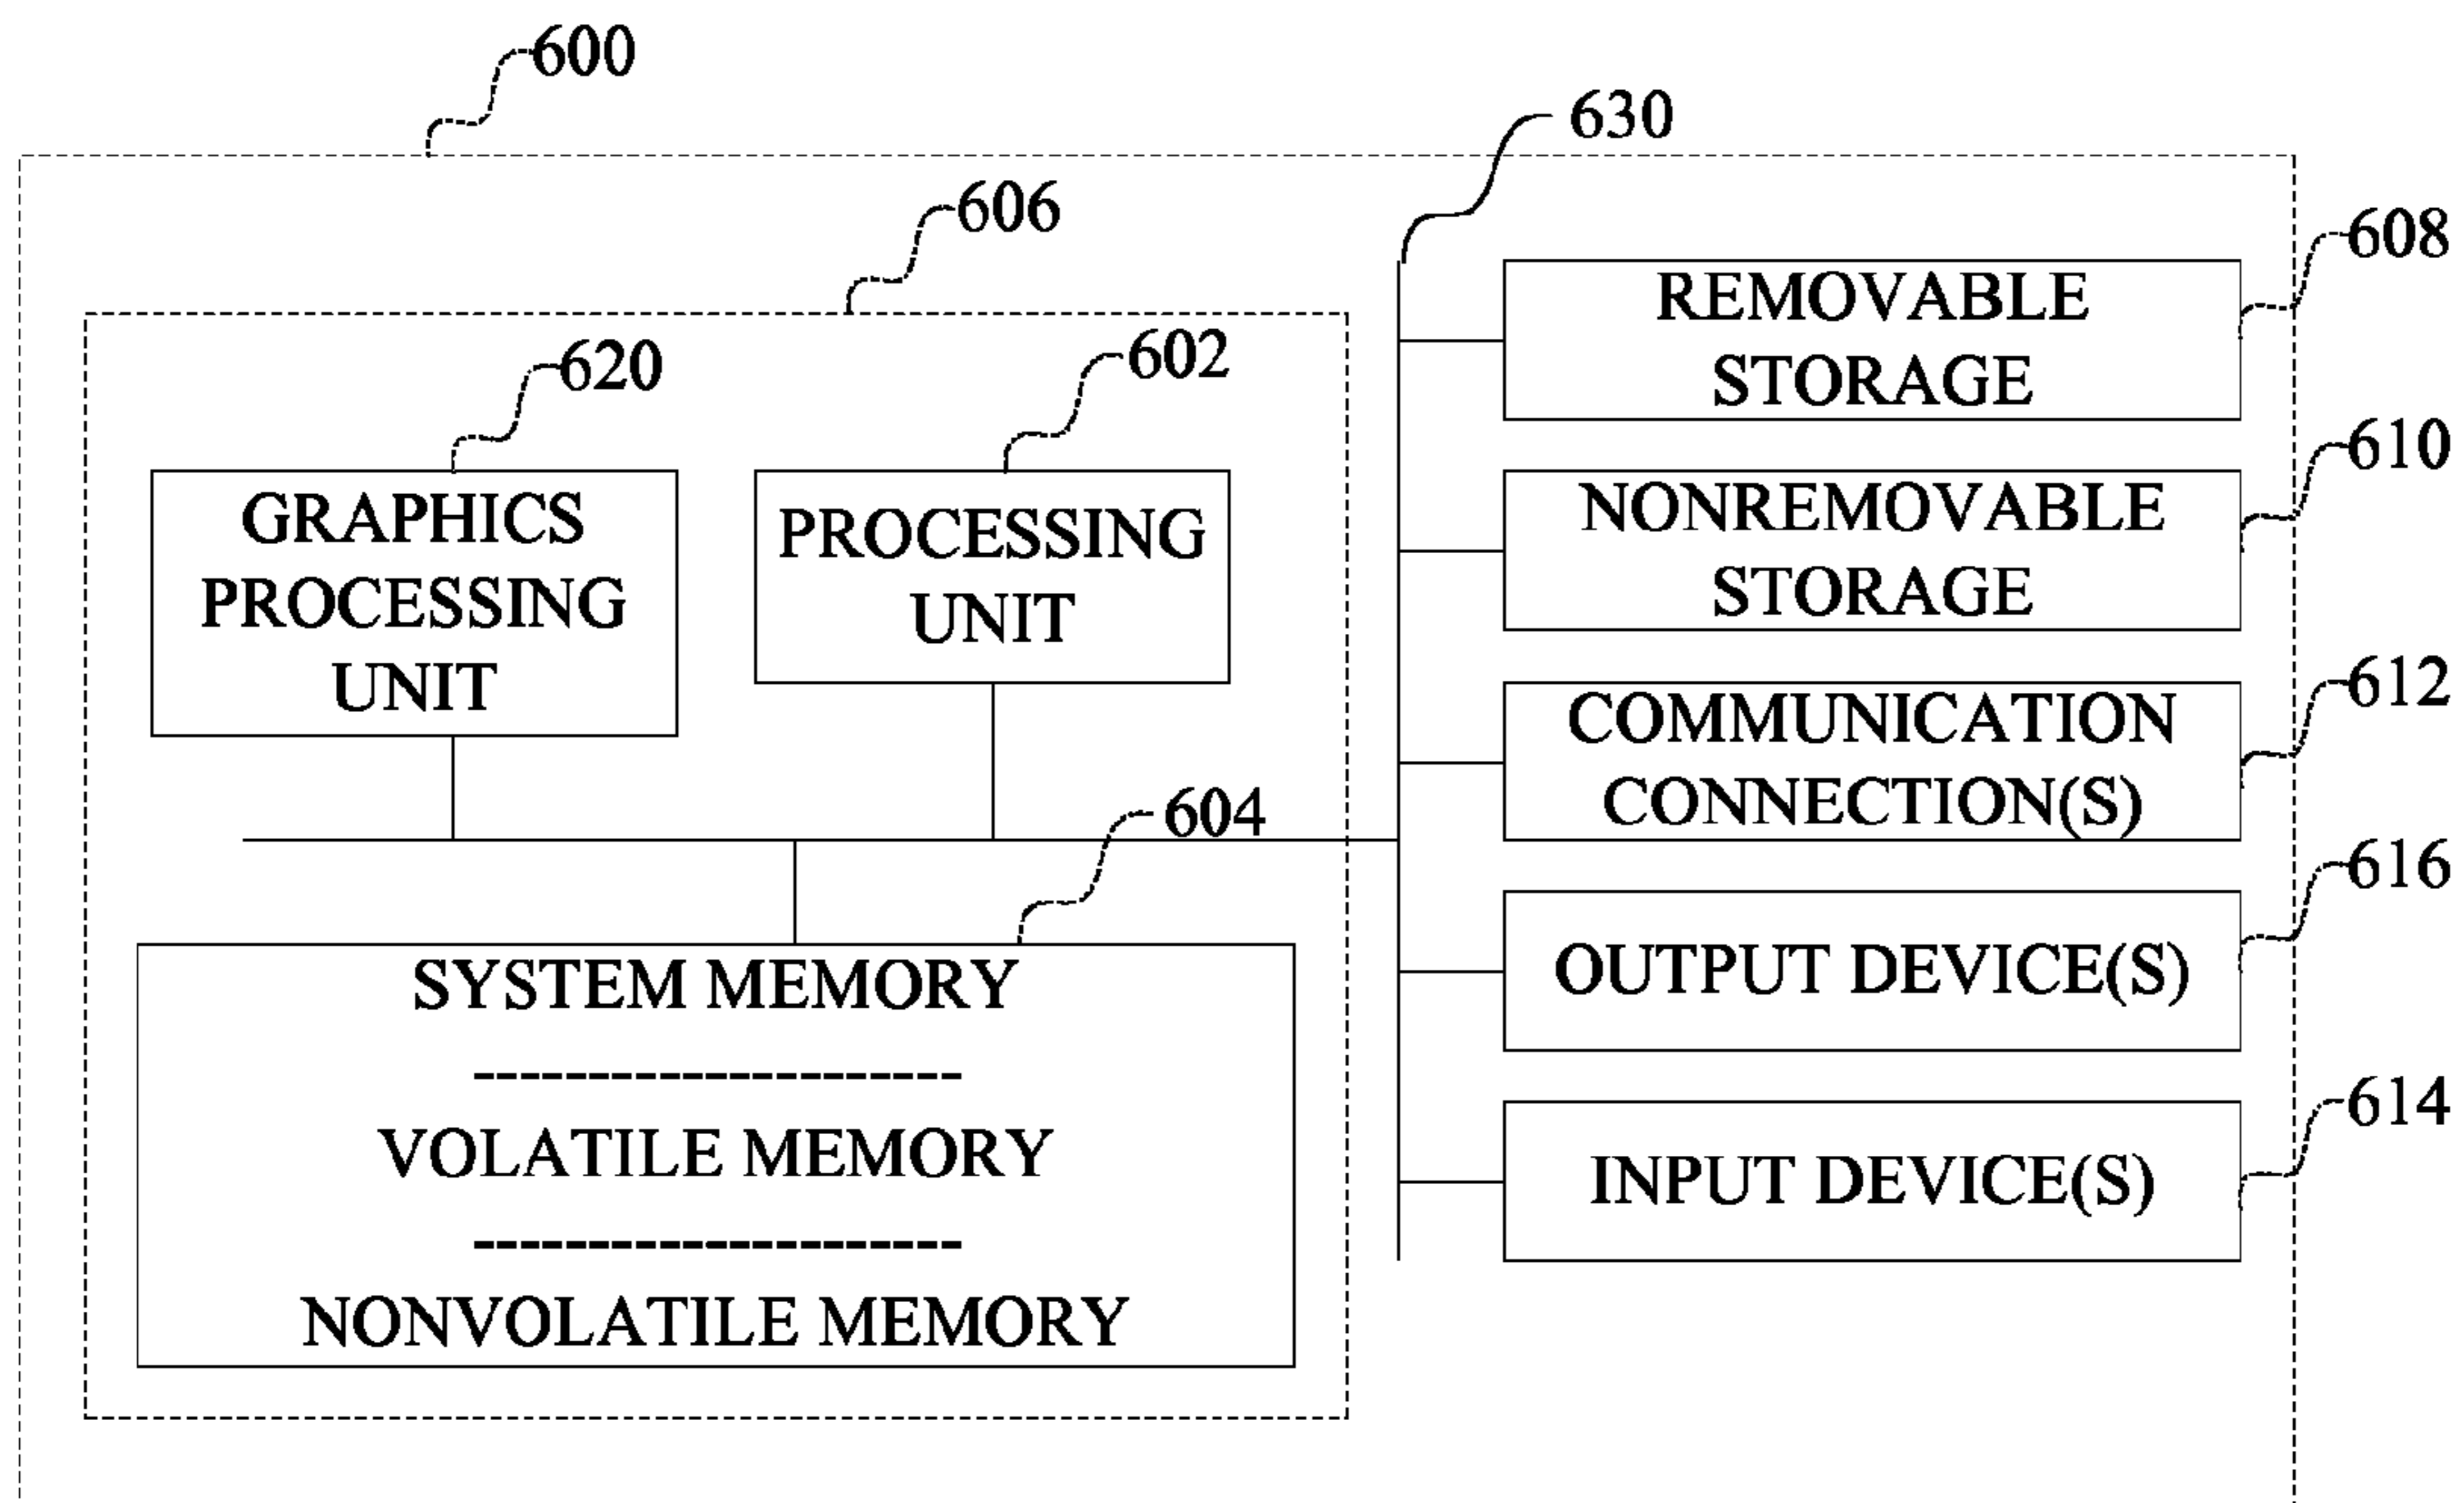 600
630
606
608
REMOVABLE
STORAGE
620
602
610
GRAPHICS
PROCESSING
UNIT
PROCESSING
UNIT
NONREMOVABLE
STORAGE
612
COMMUNICATION
CONNECTION(S)
604
616
SYSTEM MEMORY
VOLATILE MEMORY
NONVOLATILE MEMORY
OUTPUT DEVICE(S)
614
INPUT DEVICE(S)